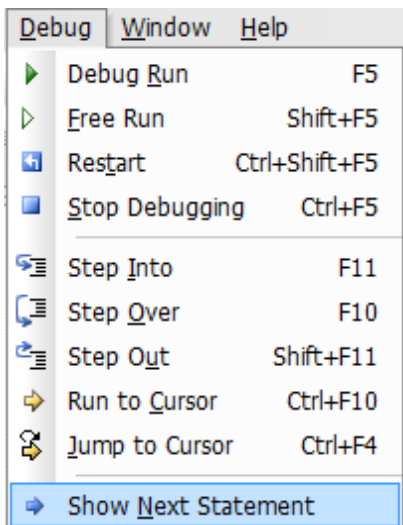 Debug Window Help
Debug Run F5
Free Run Shift+F5
Restart Ctrl+Shift+F5
Stop Debugging Ctrl+F5
Step Into F11
Step Over F10
Step Out Shift+F11
Run to Cursor Ctrl+F10
Jump to Cursor Ctrl+F4
Show Next Statement